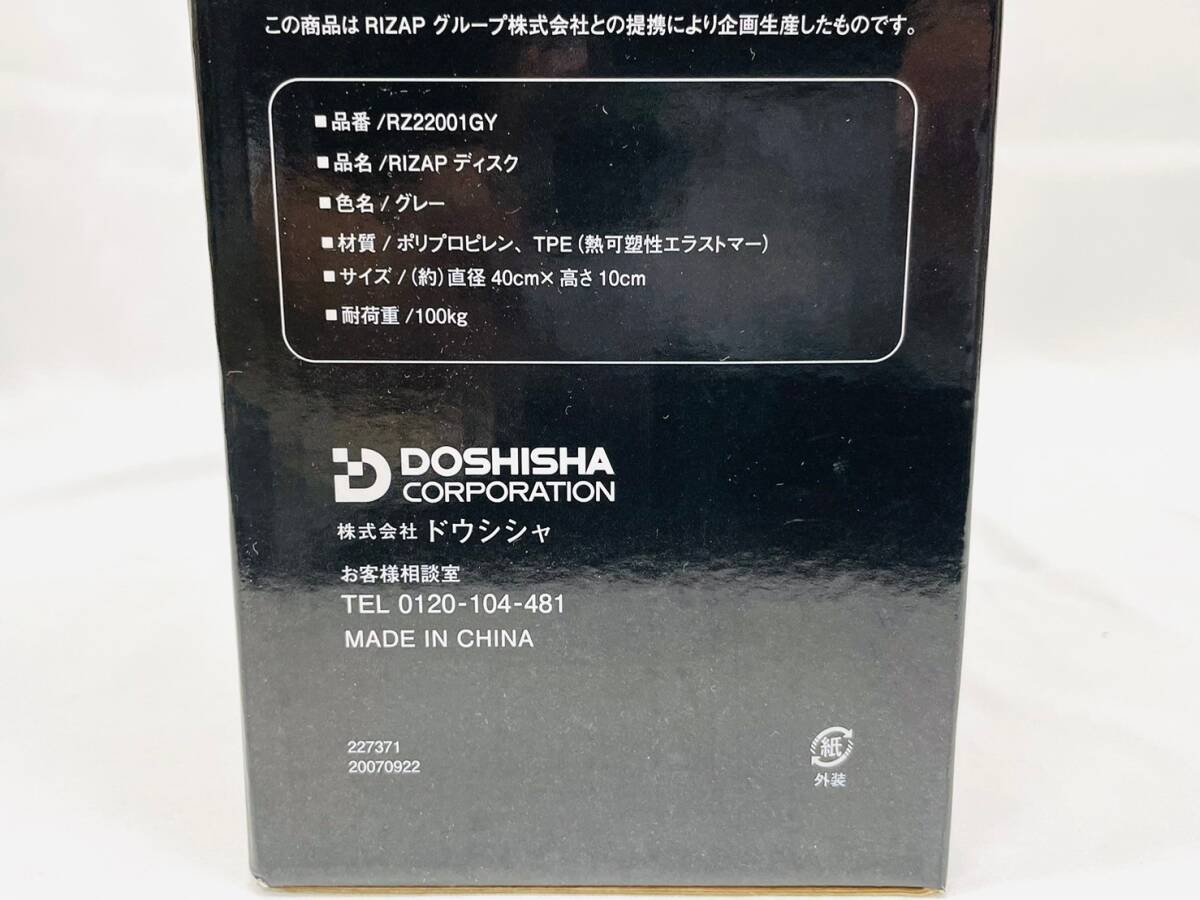 この商品は RIZAP グループ株式会社との提携により企画生産したものです。
■品番 /RZ22001GY
■品名 /RIZAP ディスク
■色名 / グレー
■材質 / ポリプロピレン、TPE (熱可塑性エラストマー)
■サイズ / (約) 直径 40cm× 高さ 10cm
■耐荷重 /100kg
DOSHISHA
CORPORATION
株式会社 ドウシシャ
お客様相談室
TEL 0120-104-481
MADE IN CHINA
227371
20070922
紙
外装